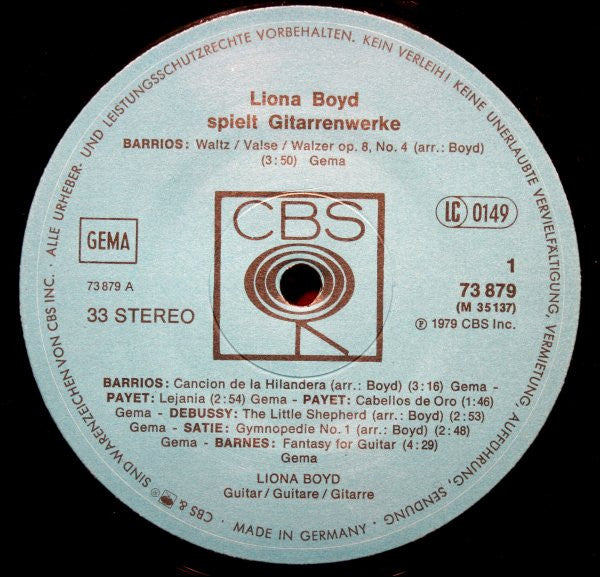 ALLE URHEBER- UND LEISTUNGSSCHUTZRECHTE VORBEHALTEN. KEIN VERLEIH! KEINE UNERLAUBTE VERVIELFÄLTIGUNG, VERMIETUNG, AUFFÜHRUNG, SENDUNG
Liona Boyd
spielt Gitarrenwerke
BARRIOS: Waltz / Valse / Walzer op. 8, No. 4 (arr.: Boyd)
(3:50) Gema
CBS
GEMA
LC 0149
73 879 A
33 STEREO
1
73 879
(M 35137)
℗ 1979 CBS Inc.
BARRIOS: Cancion de la Hilandera (arr.: Boyd) (3:16) Gema -
PAYET: Lejania (2:54) Gema - PAYET: Cabellos de Oro (1:46)
Gema - DEBUSSY: The Little Shepherd (arr.: Boyd) (2:53)
Gema - SATIE: Gymnopedie No. 1 (arr.: Boyd) (2:48)
Gema - BARNES: Fantasy for Guitar (4:29)
Gema
LIONA BOYD
Guitar / Guitare / Gitarre
® CBS & SIND WARENZEICHEN VON CBS INC. ·
· MADE IN GERMANY ·